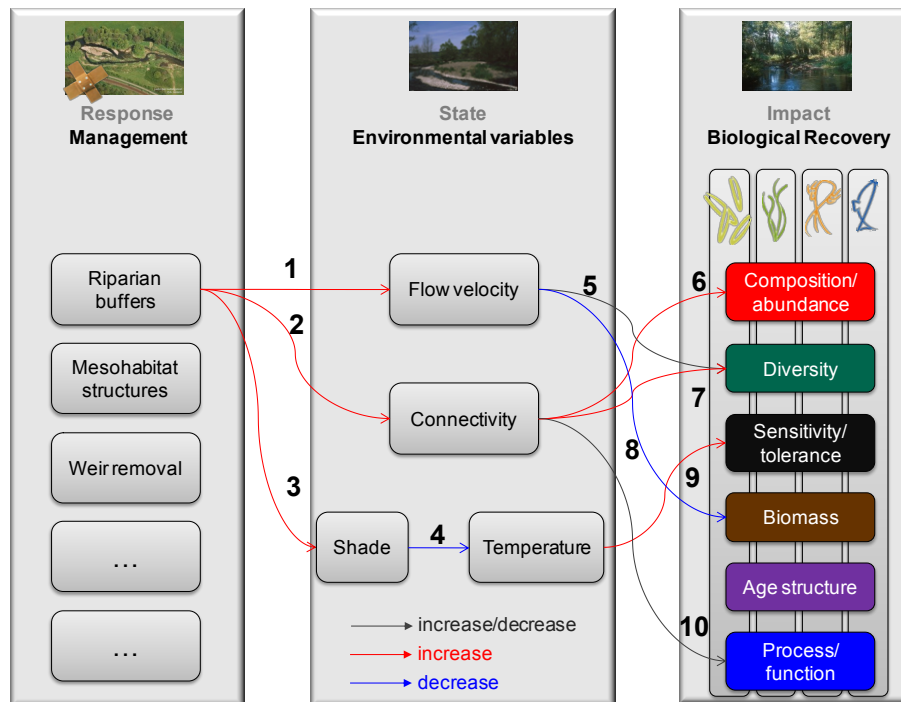 Response
Management
State
Environmental variables
Impact
Biological Recovery
Riparian
buffers
Mesohabitat
structures
Weir removal
...
...
1
2
3
Flow velocity
Connectivity
Shade
4
Temperature
increase/decrease
increase
decrease
5
6
7
8
9
10
Composition/
abundance
Diversity
Sensitivity/
tolerance
Biomass
Age structure
Process/
function